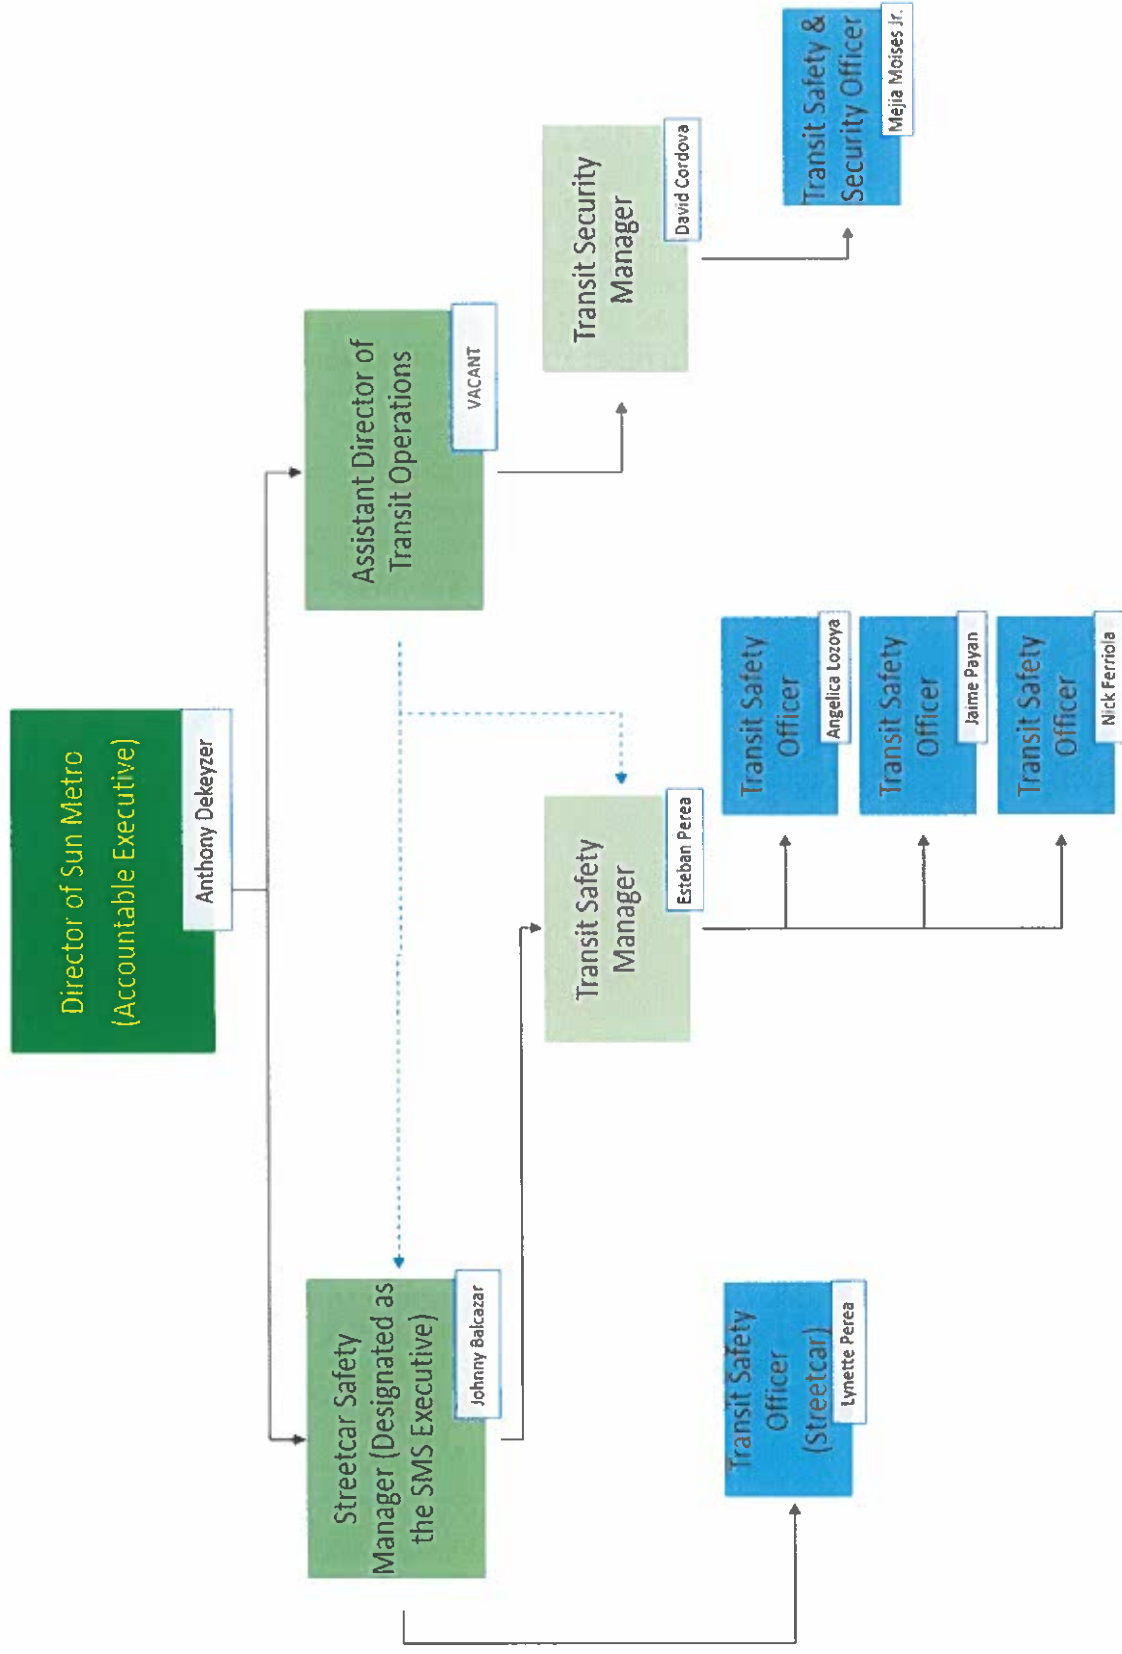 Director of Sun Metro
(Accountable Executive)
Anthony Dekeyzer
Streetcar Safety
Manager (Designated as
the SMS Executive)
Johnny Balcazar
Assistant Director of
Transit Operations
VACANT
Transit Safety
Manager
Esteban Perea
Transit Security
Manager
David Cordova
Transit Safety
Officer
(Streetcar)
Lynette Perea
Transit Safety
Officer
Angelica Lozoya
Transit Safety
Officer
Jaime Payan
Transit Safety
Officer
Nick Ferriola
Transit Safety &
Security Officer
Mejia Moises Jr.